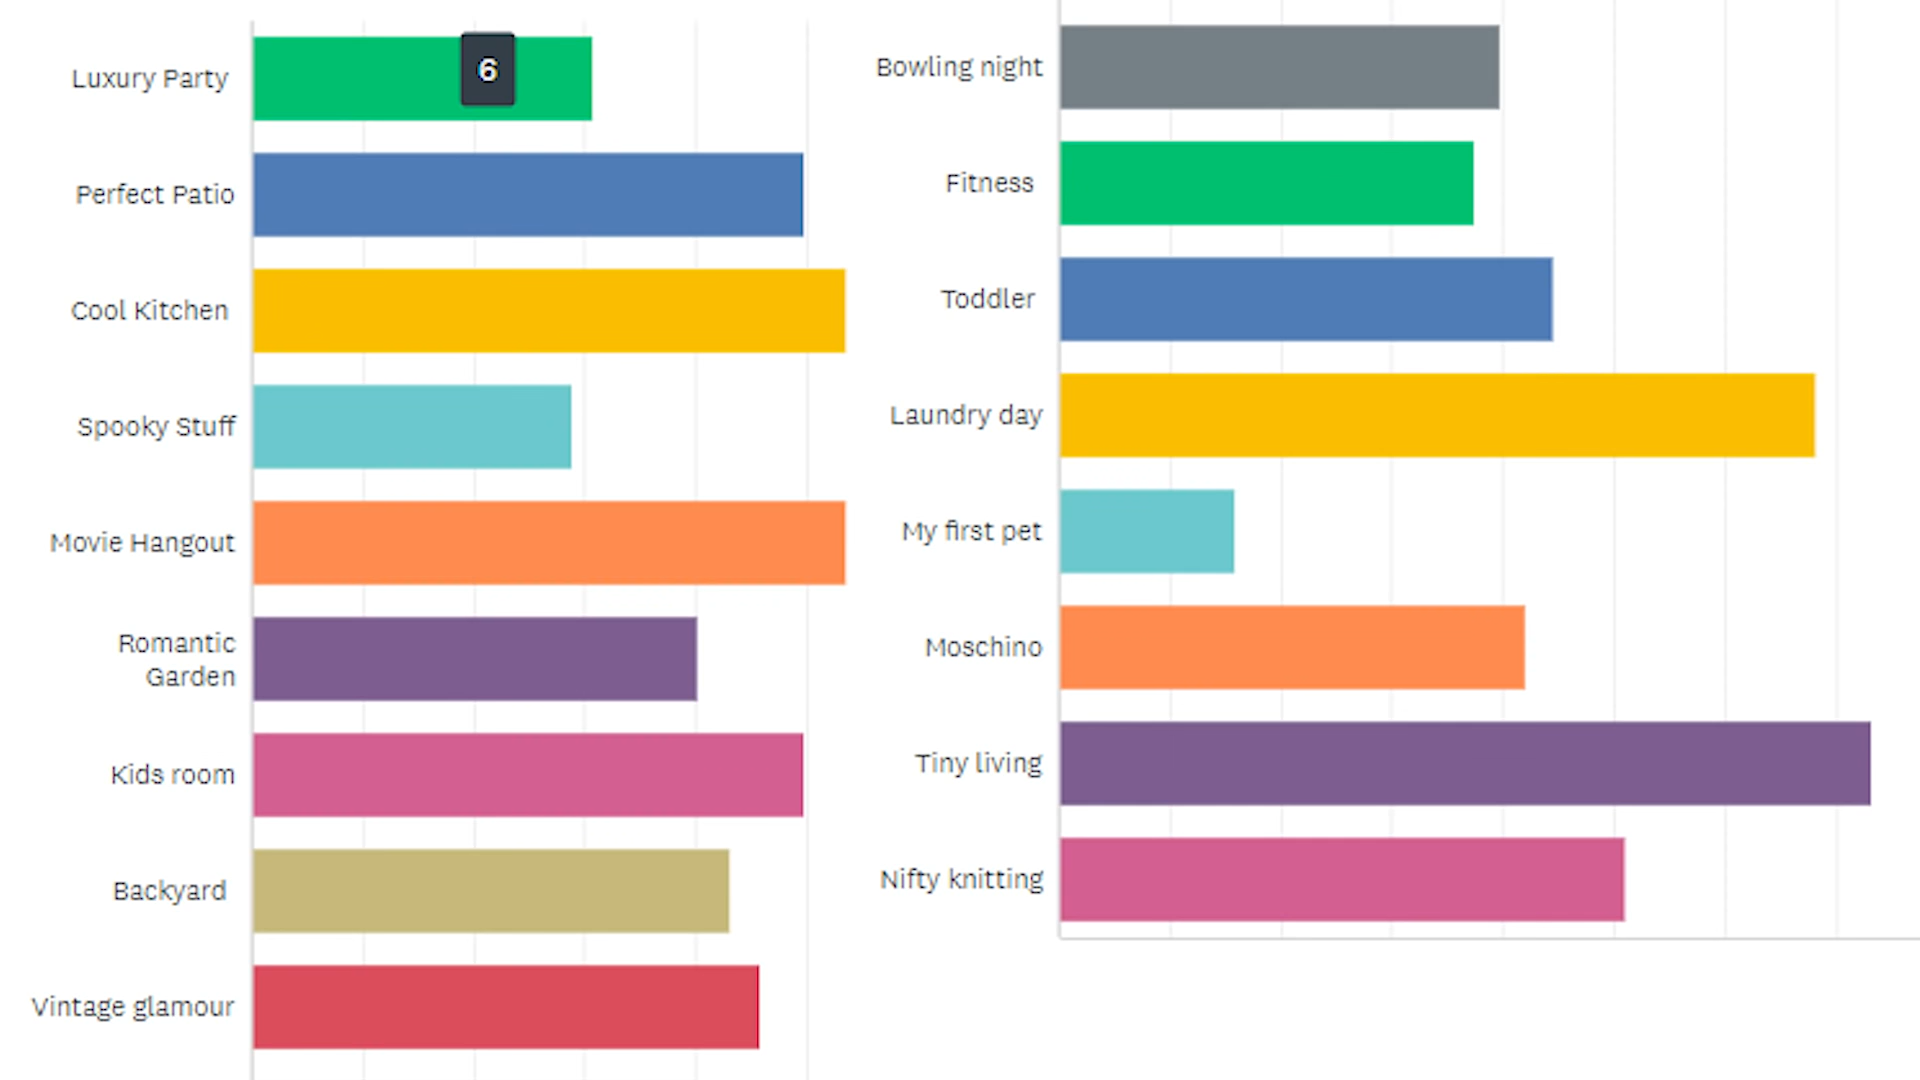 Luxury Party
6
Perfect Patio
Cool Kitchen
Spooky Stuff
Movie Hangout
Romantic
Garden
Kids room
Backyard
Vintage glamour
Bowling night
Fitness
Toddler
Laundry day
My first pet
Moschino
Tiny living
Nifty knitting